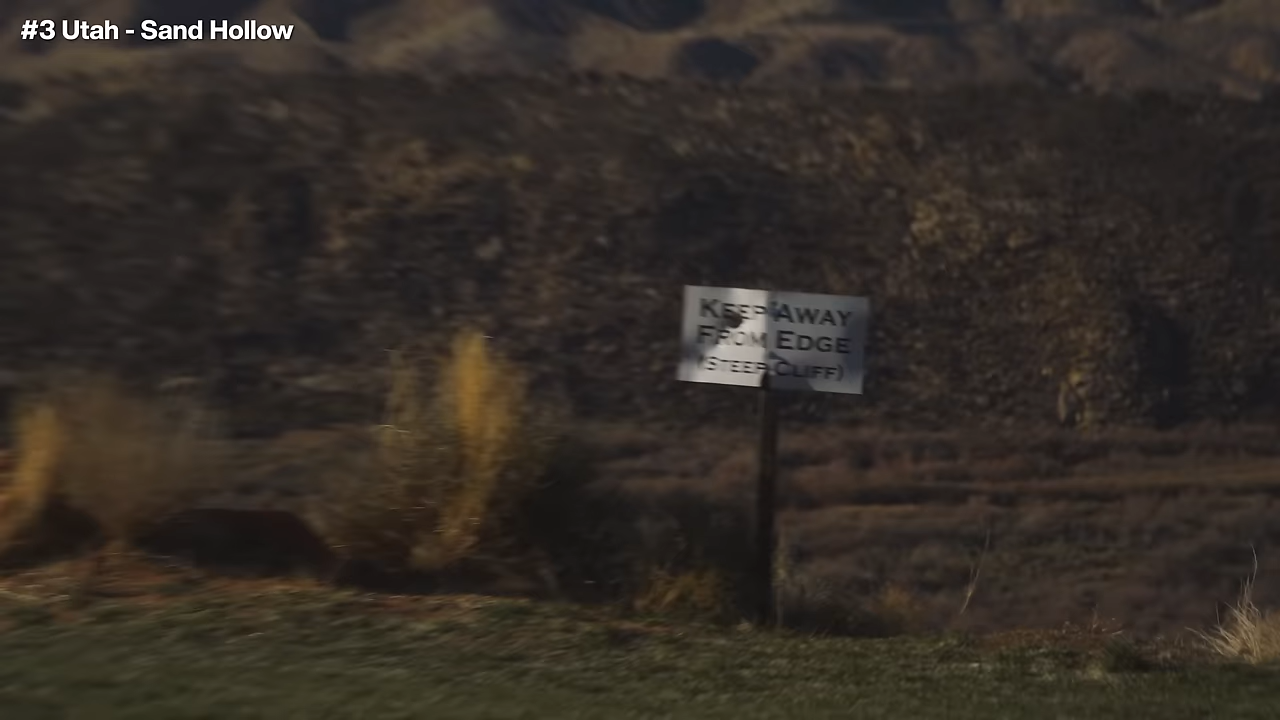 #3 Utah - Sand Hollow
KEEP AWAY
FROM EDGE
(STEEP CLIFF)